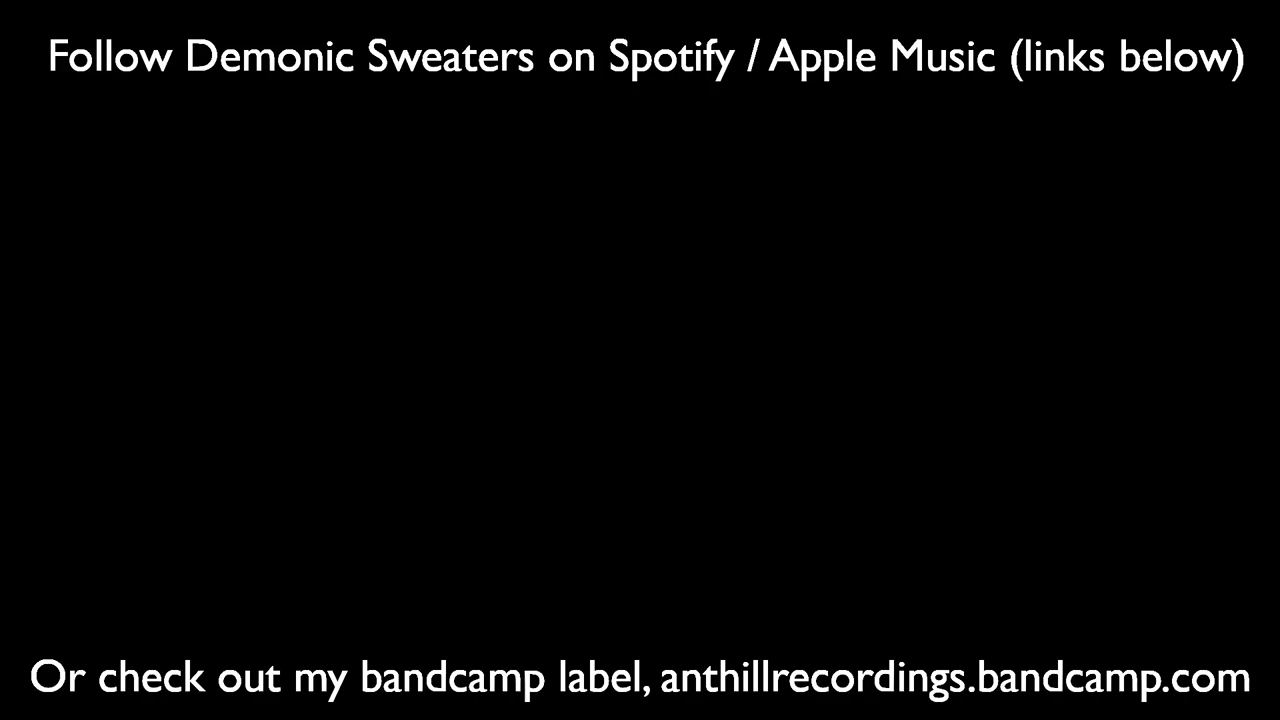 Follow Demonic Sweaters on Spotify / Apple Music (links below)
Or check out my bandcamp label, anthillrecordings.bandcamp.com